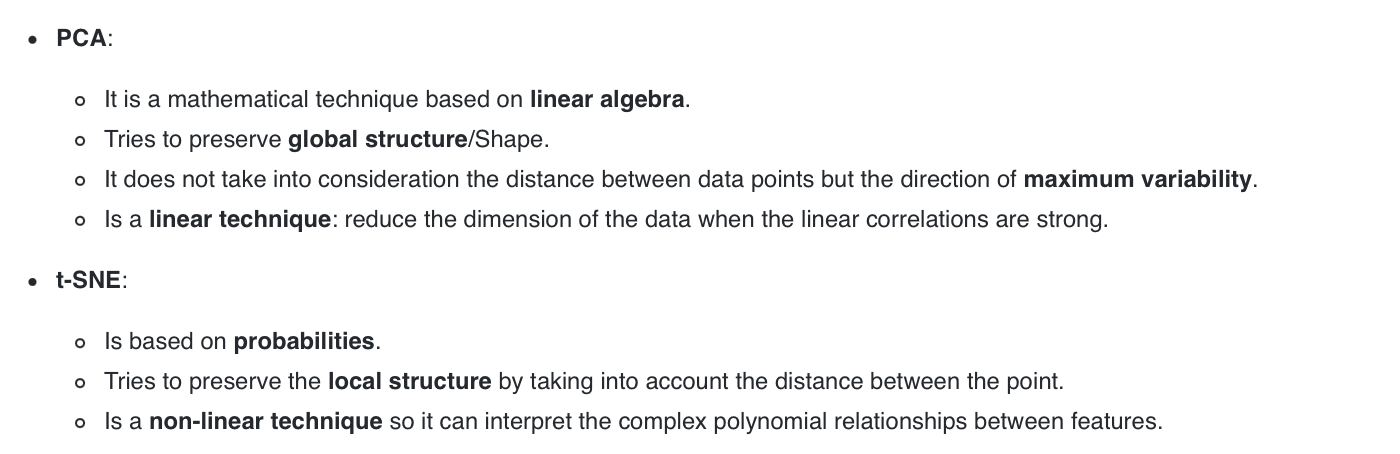 PCA:
It is a mathematical technique based on linear algebra.
Tries to preserve global structure/Shape.
It does not take into consideration the distance between data points but the direction of maximum variability.
Is a linear technique: reduce the dimension of the data when the linear correlations are strong.
t-SNE:
Is based on probabilities.
Tries to preserve the local structure by taking into account the distance between the point.
Is a non-linear technique so it can interpret the complex polynomial relationships between features.